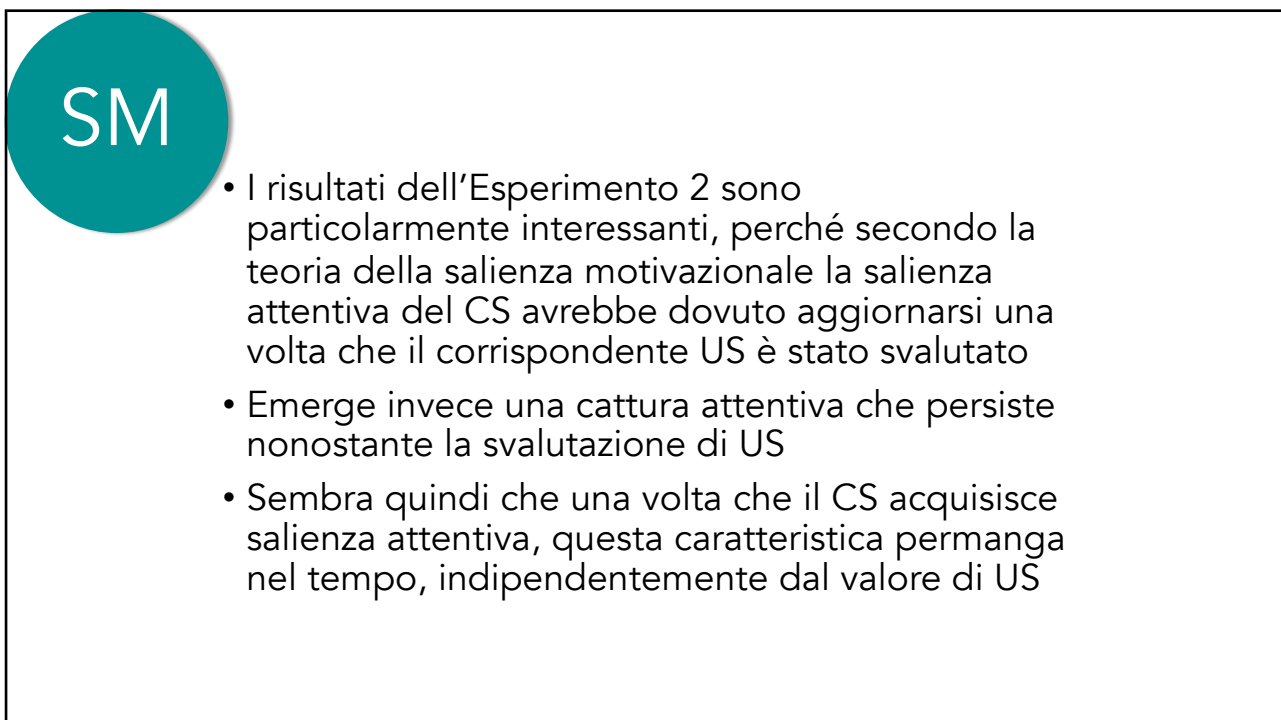 SM
• I risultati dell’Esperimento 2 sono
particolarmente interessanti, perché secondo la
teoria della salienza motivazionale la salienza
attentiva del CS avrebbe dovuto aggiornarsi una
volta che il corrispondente US è stato svalutato
• Emerge invece una cattura attentiva che persiste
nonostante la svalutazione di US
• Sembra quindi che una volta che il CS acquisisce
salienza attentiva, questa caratteristica permanga
nel tempo, indipendentemente dal valore di US